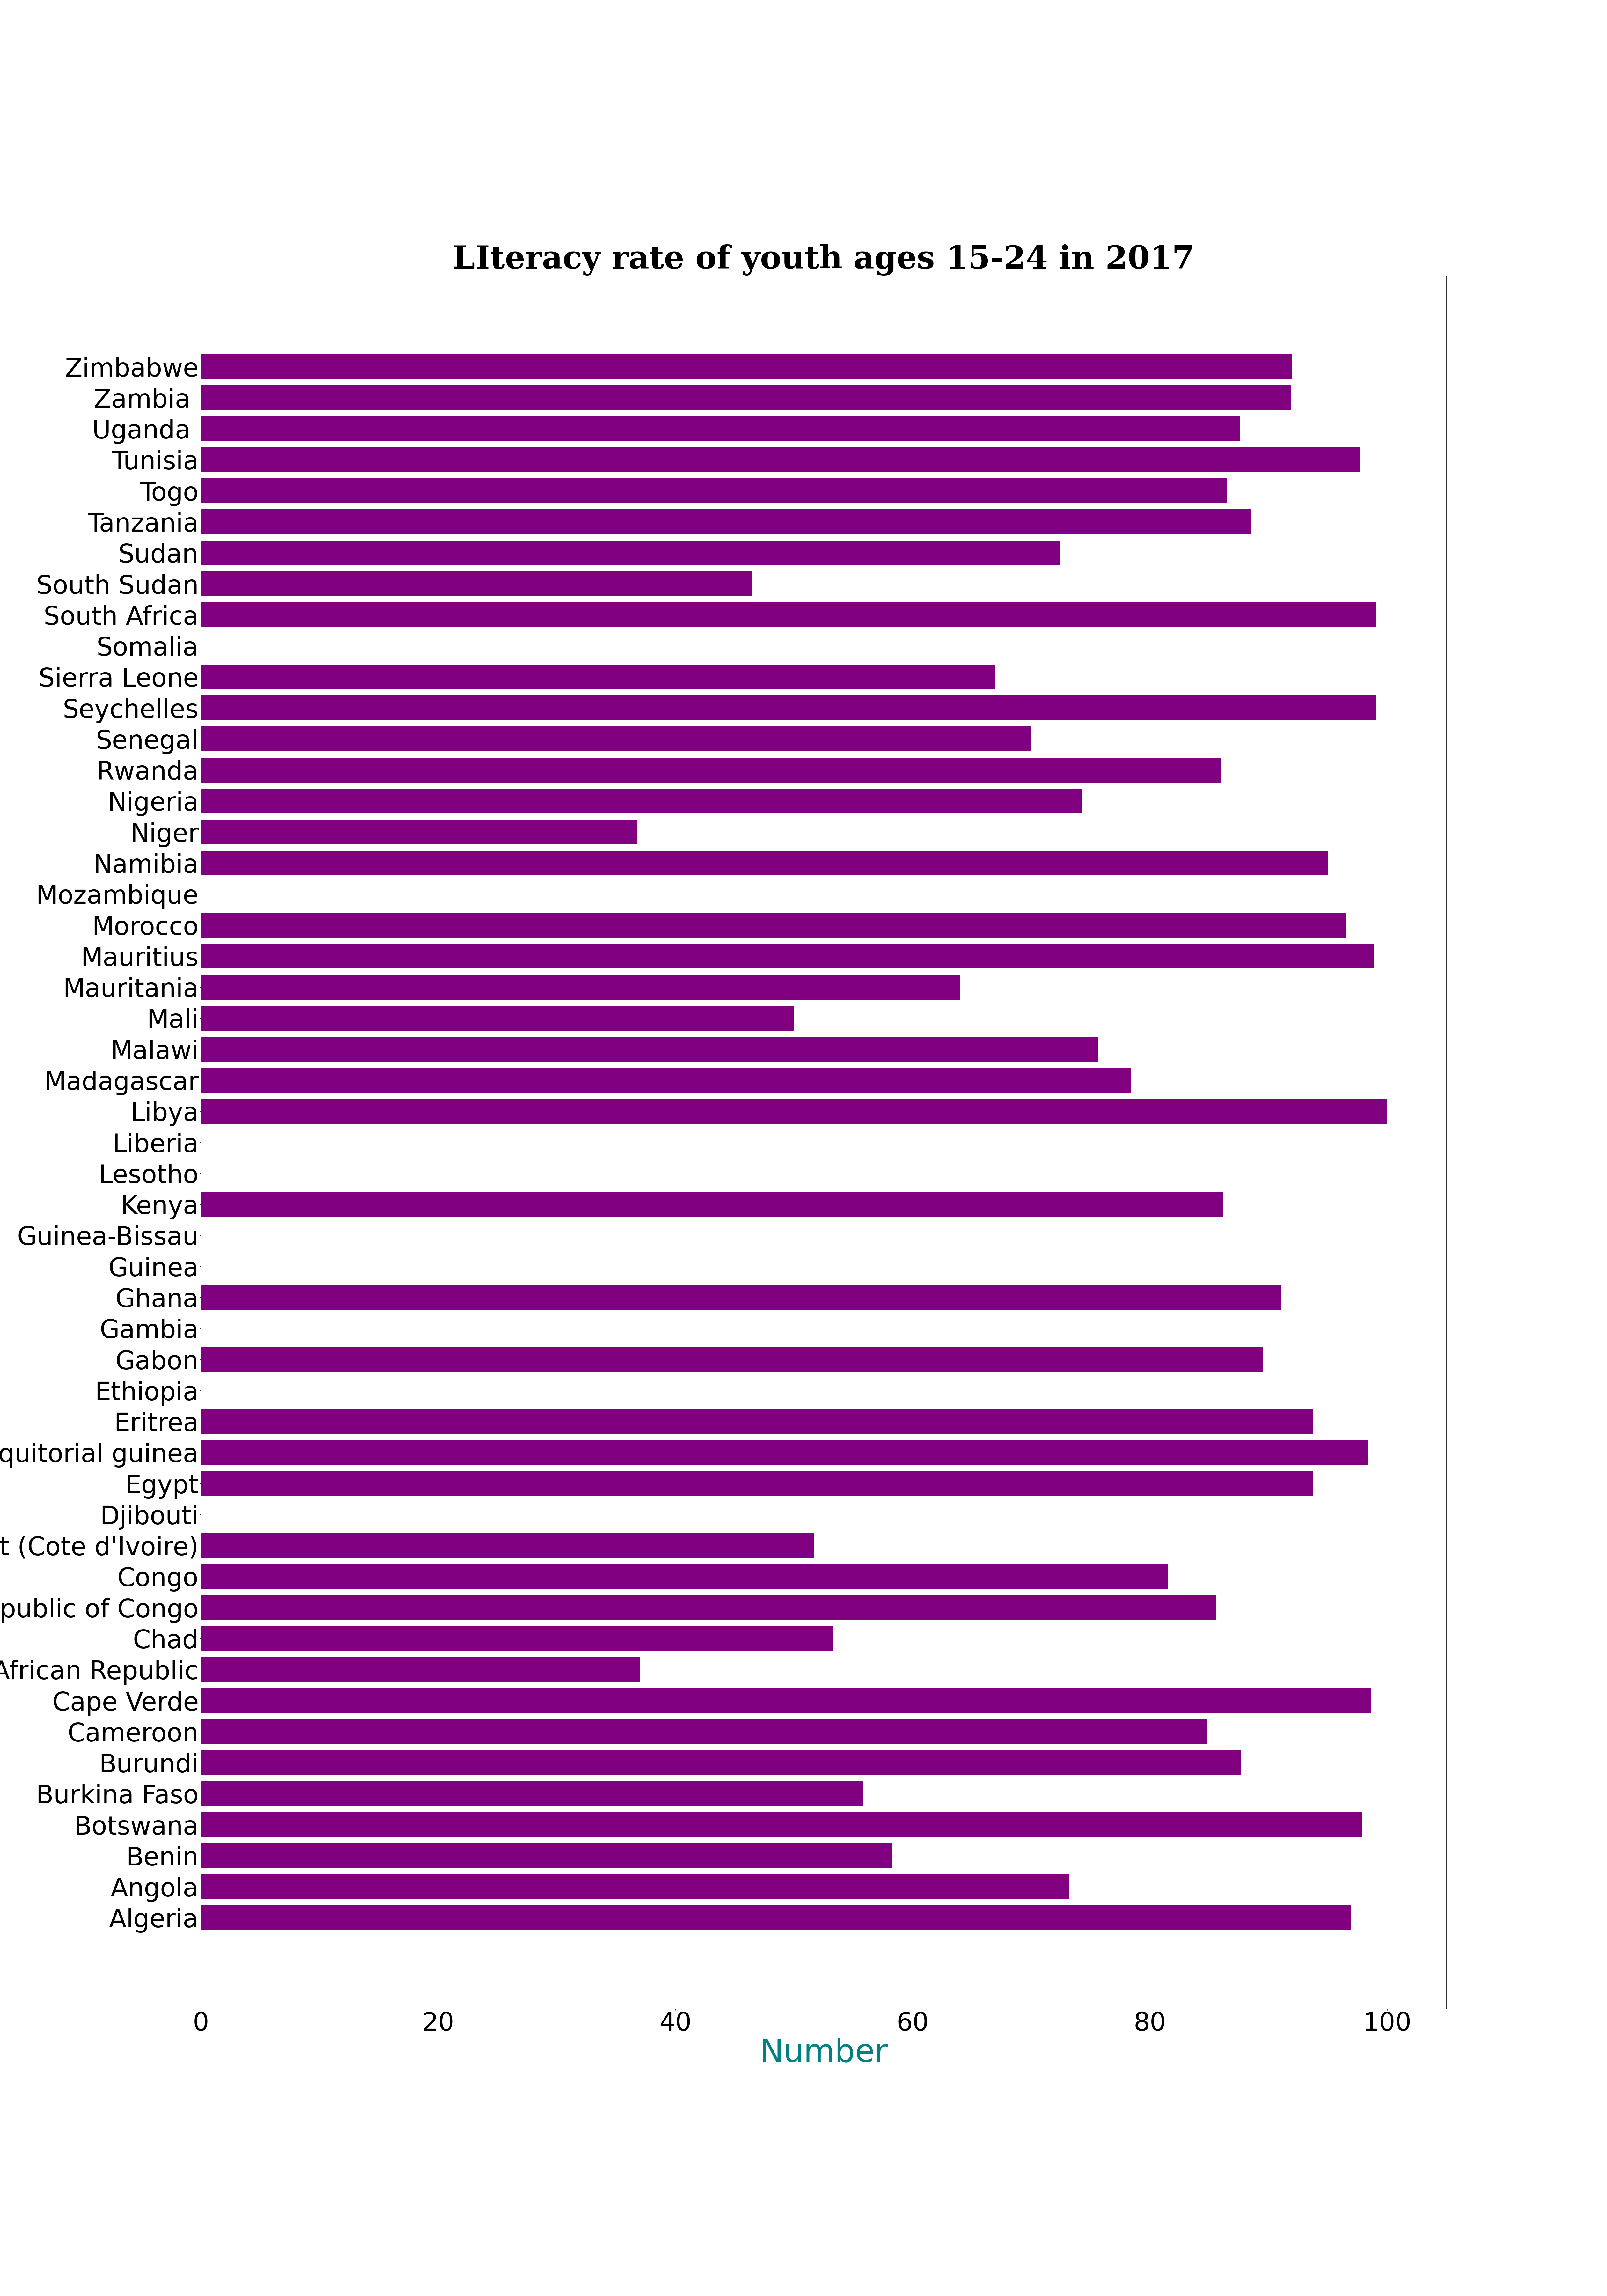 LIteracy rate of youth ages 15-24 in 2017
Zimbabwe
Zambia
Uganda
Tunisia
Togo
Tanzania
Sudan
South Sudan
South Africa
Somalia
Sierra Leone
Seychelles
Senegal
Rwanda
Nigeria
Niger
Namibia
Mozambique
Morocco
Mauritius
Mauritania
Mali
Malawi
Madagascar
Libya
Liberia
Lesotho
Kenya
Guinea-Bissau
Guinea
Ghana
Gambia
Gabon
Ethiopia
Eritrea
quitorial guinea
Egypt
Djibouti
t (Cote d'Ivoire)
Congo
public of Congo
Chad
African Republic
Cape Verde
Cameroon
Burundi
Burkina Faso
Botswana
Benin
Angola
Algeria
0 20 40 60 80 100
Number